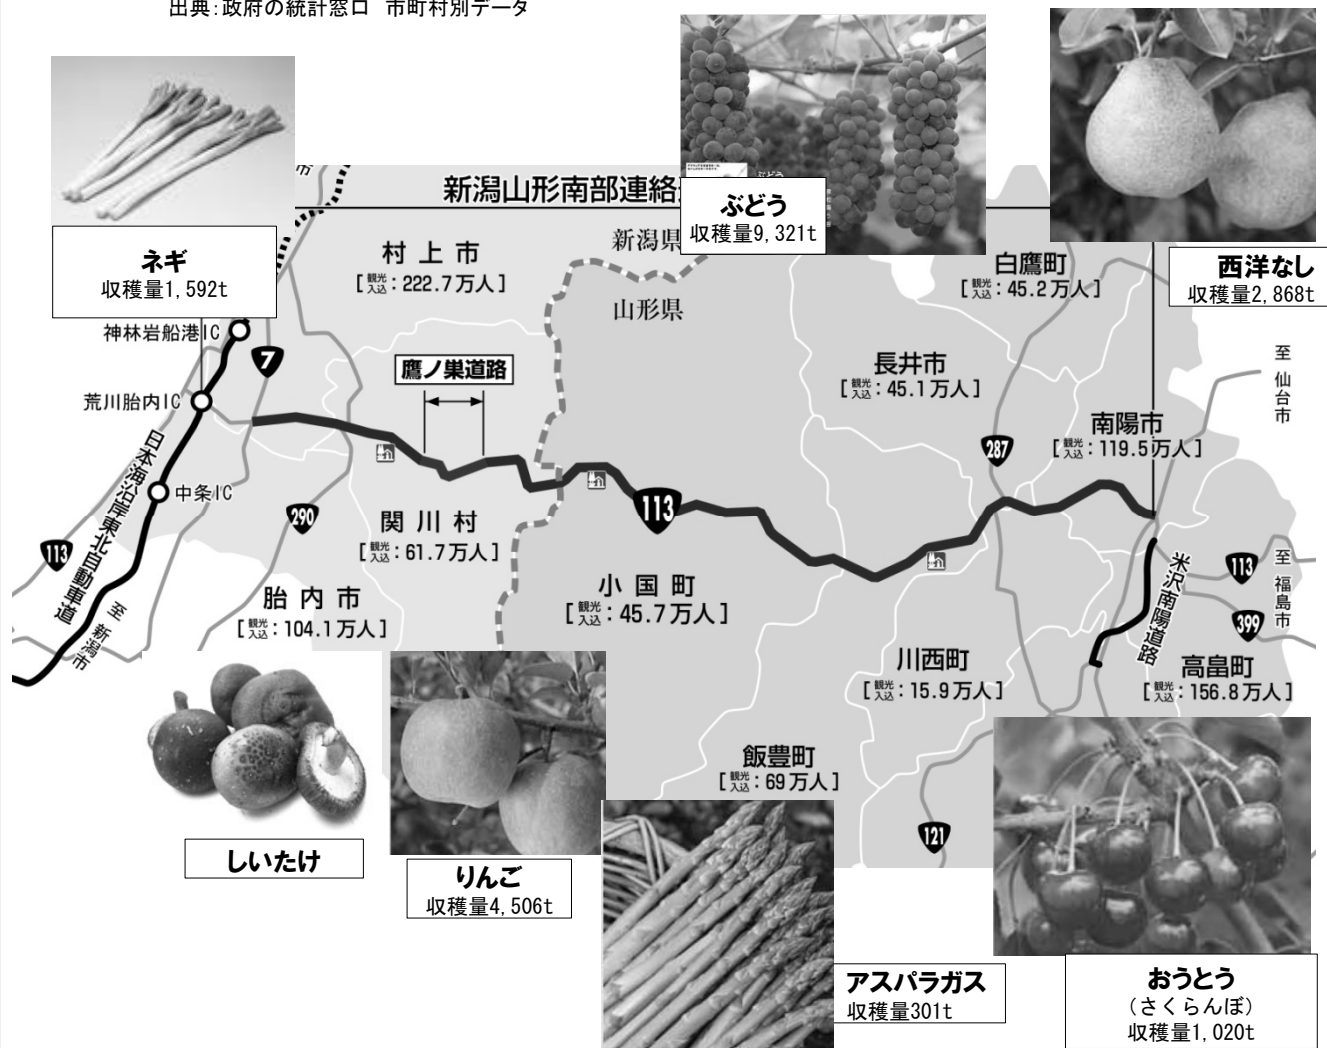 出典：政府の統計窓口　市町村別データ
ネギ
収穫量1,592t
ぶどう
収穫量9,321t
西洋なし
収穫量2,868t
新潟山形南部連絡
市
村上市
[観光入込：222.7万人]
新潟県
山形県
白鷹町
[観光入込：45.2万人]
神林岩船港IC
7
鷹ノ巣道路
長井市
[観光入込：45.1万人]
至 仙台市
荒川胎内IC
南陽市
[観光入込：119.5万人]
287
日本海沿岸東北自動車道
中条IC
290
113
関川村
[観光入込：61.7万人]
113
至 新潟市
胎内市
[観光入込：104.1万人]
小国町
[観光入込：45.7万人]
米沢南陽道路
113
至 福島市
399
川西町
[観光入込：15.9万人]
高畠町
[観光入込：156.8万人]
飯豊町
[観光入込：69万人]
121
しいたけ
りんご
収穫量4,506t
アスパラガス
収穫量301t
おうとう
(さくらんぼ)
収穫量1,020t